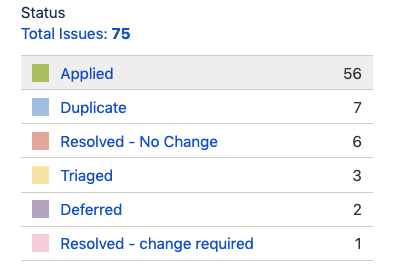 Status
Total Issues: 75
Applied 56
Duplicate 7
Resolved - No Change 6
Triaged 3
Deferred 2
Resolved - change required 1